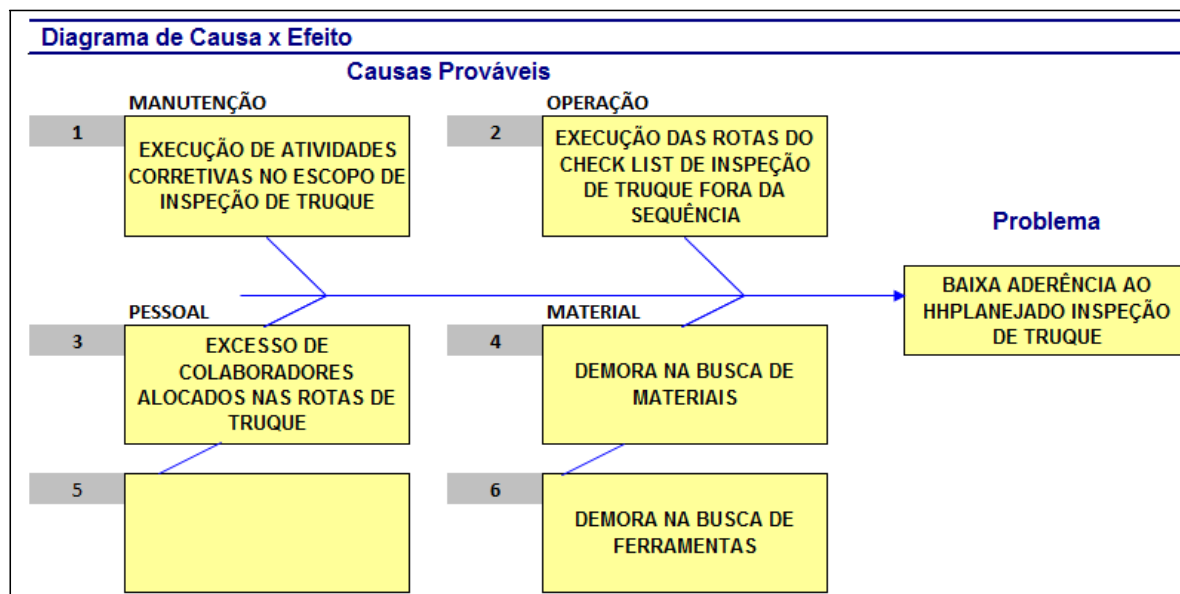 Diagrama de Causa x Efeito
Causas Prováveis
MANUTENÇÃO
1
EXECUÇÃO DE ATIVIDADES
CORRETIVAS NO ESCOPO DE
INSPEÇÃO DE TRUQUE
OPERAÇÃO
2
EXECUÇÃO DAS ROTAS DO
CHECK LIST DE INSPEÇÃO
DE TRUQUE FORA DA
SEQUÊNCIA
Problema
BAIXA ADERÊNCIA AO
HHPLANEJADO INSPEÇÃO
DE TRUQUE
PESSOAL
3
EXCESSO DE
COLABORADORES
ALOCADOS NAS ROTAS DE
TRUQUE
MATERIAL
4
DEMORA NA BUSCA DE
MATERIAIS
5
6
DEMORA NA BUSCA DE
FERRAMENTAS